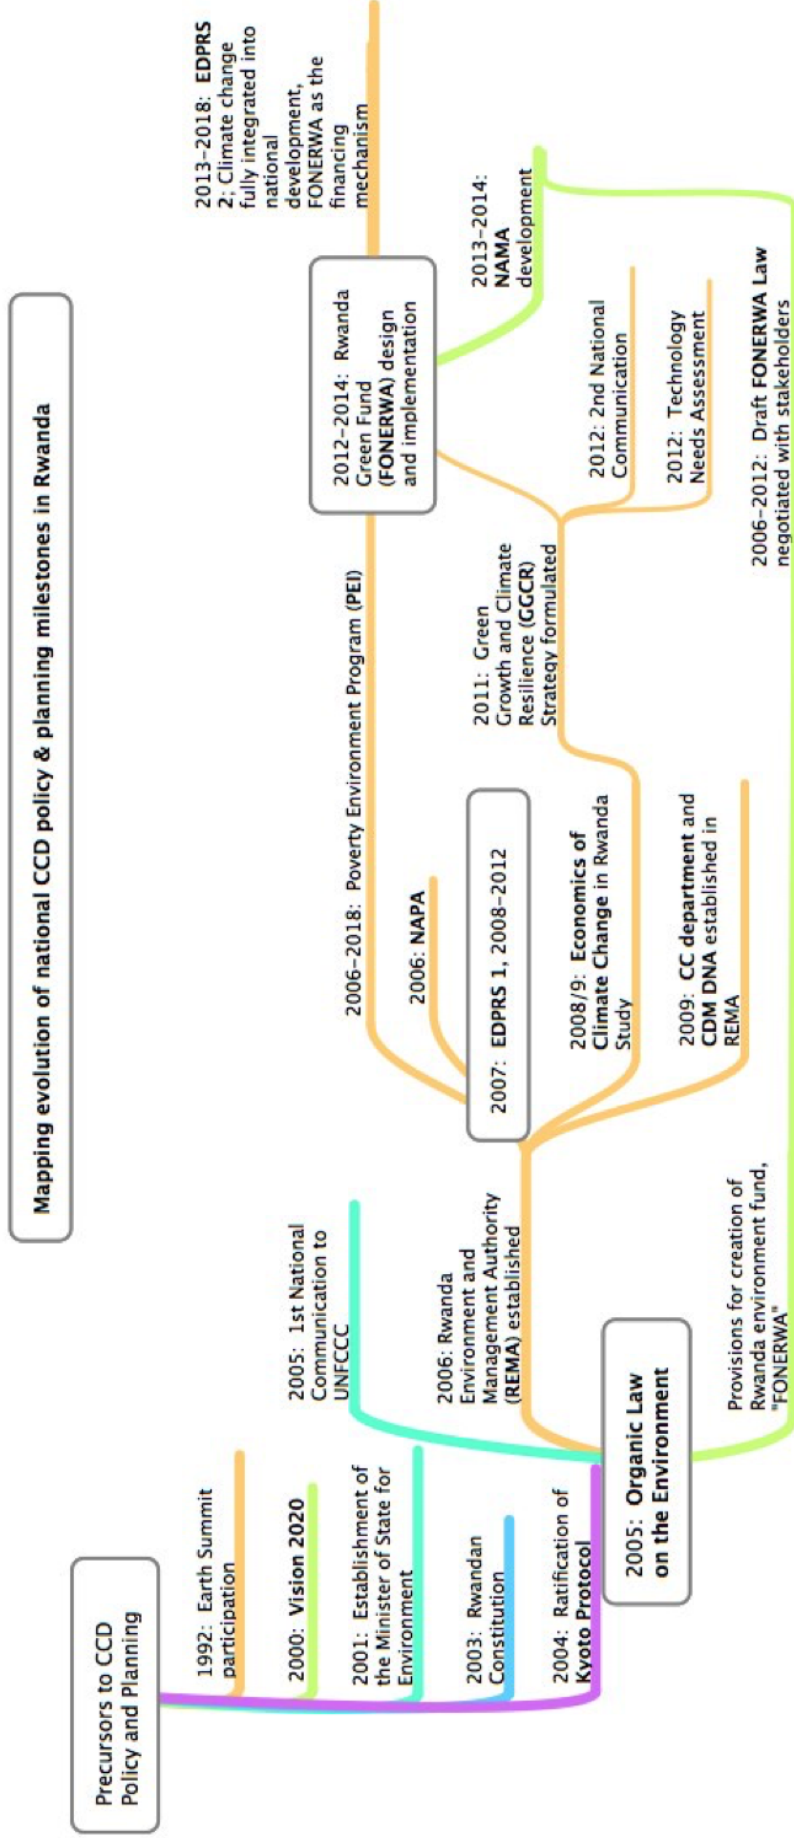 Mapping evolution of national CCD policy & planning milestones in Rwanda
Precursors to CCD
Policy and Planning
1992: Earth Summit
participation
2000: Vision 2020
2001: Establishment of
the Minister of State for
Environment
2003: Rwandan
Constitution
2004: Ratification of
Kyoto Protocol
2005: Organic Law
on the Environment
2005: 1st National
Communication to
UNFCCC
2006: Rwanda
Environment and
Management Authority
(REMA) established
Provisions for creation of
Rwanda environment fund,
"FONERWA"
2006-2018: Poverty Environment Program (PEI)
2006: NAPA
2007: EDPRS 1, 2008-2012
2008/9: Economics of
Climate Change in Rwanda
Study
2009: CC department and
CDM DNA established in
REMA
2011: Green
Growth and Climate
Resilience (GGCR)
Strategy formulated
2012-2014: Rwanda
Green Fund
(FONERWA) design
and implementation
2012: 2nd National
Communication
2012: Technology
Needs Assessment
2006-2012: Draft FONERWA Law
negotiated with stakeholders
2013-2018: EDPRS
2; Climate change
fully integrated into
national
development,
FONERWA as the
financing
mechanism
2013-2014:
NAMA
development